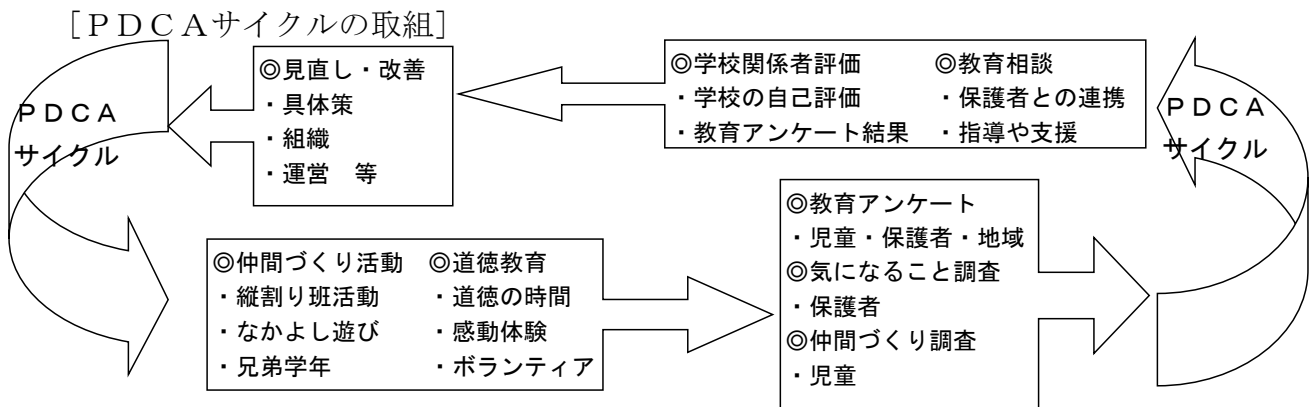 ［ＰＤＣＡサイクルの取組］
ＰＤＣＡ
サイクル
◎見直し・改善
・具体策
・組織
・運営　等
◎学校関係者評価　◎教育相談
・学校の自己評価　・保護者との連携
・教育アンケート結果　・指導や支援
ＰＤＣＡ
サイクル
◎仲間づくり活動　◎道徳教育
・縦割り班活動　・道徳の時間
・なかよし遊び　・感動体験
・兄弟学年　・ボランティア
◎教育アンケート
・児童・保護者・地域
◎気になること調査
・保護者
◎仲間づくり調査
・児童